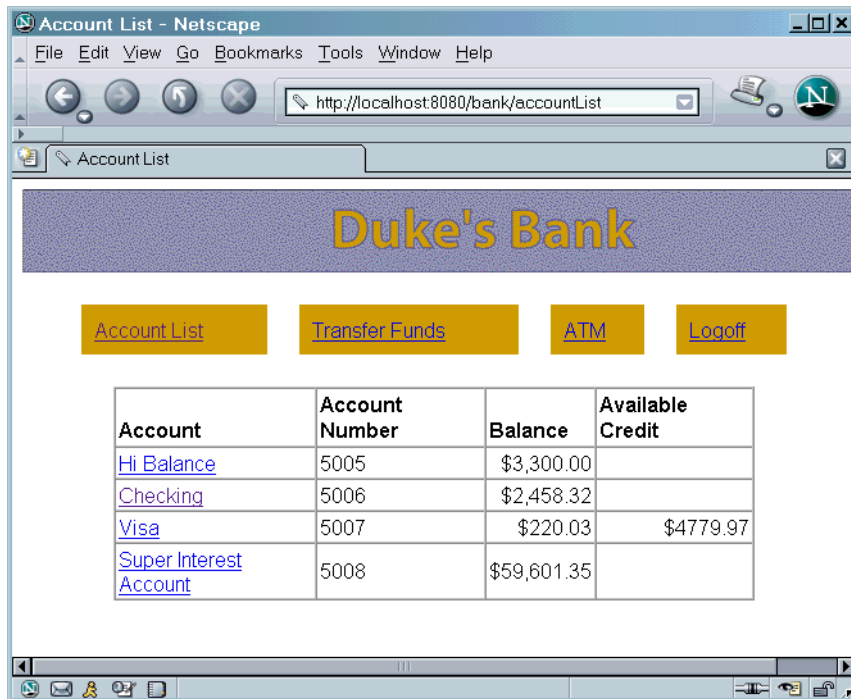 Account List - Netscape
File Edit View Go Bookmarks Tools Window Help
http://localhost:8080/bank/accountList
N
Account List
Duke's Bank
Account List Transfer Funds ATM Logoff
Account Account Number Balance Available Credit
Hi Balance 5005 $3,300.00
Checking 5006 $2,458.32
Visa 5007 $220.03 $4779.97
Super Interest Account 5008 $59,601.35